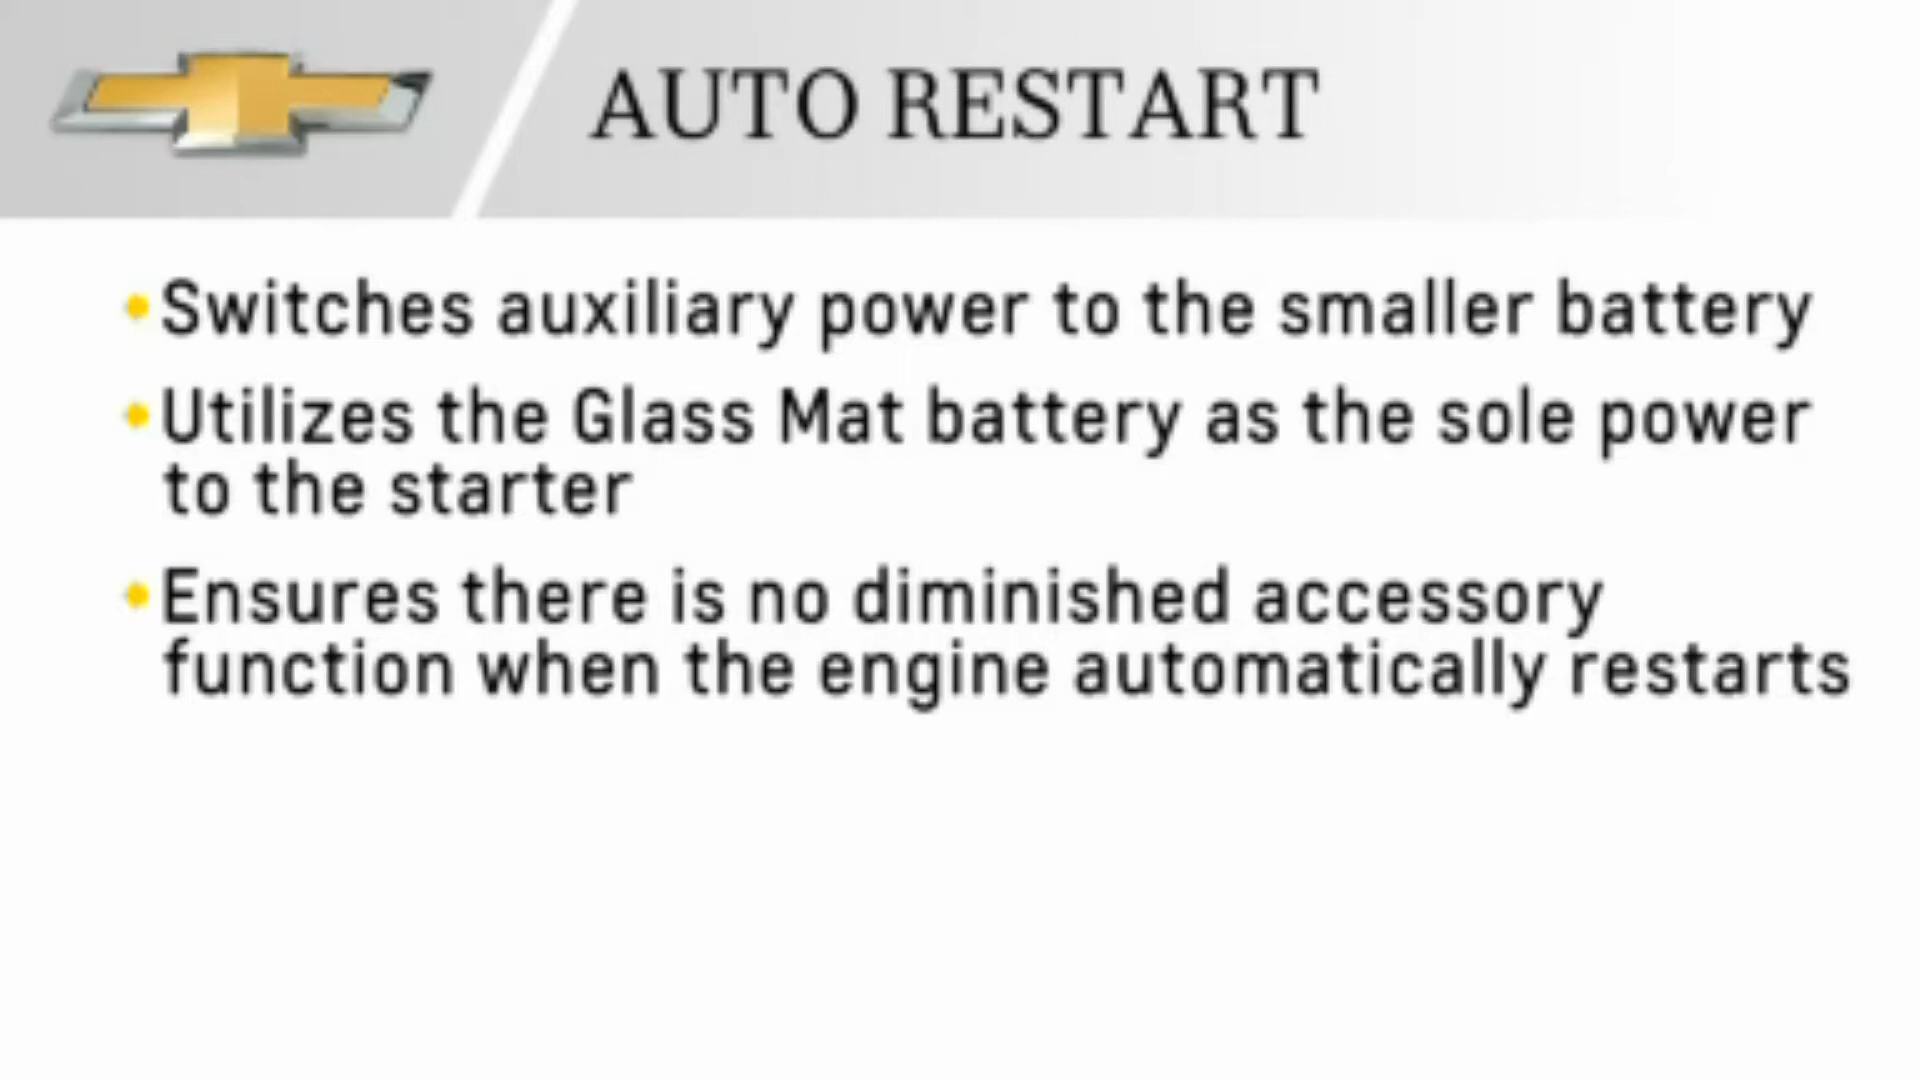 AUTO RESTART
•Switches auxiliary power to the smaller battery
•Utilizes the Glass Mat battery as the sole power
to the starter
•Ensures there is no diminished accessory
function when the engine automatically restarts